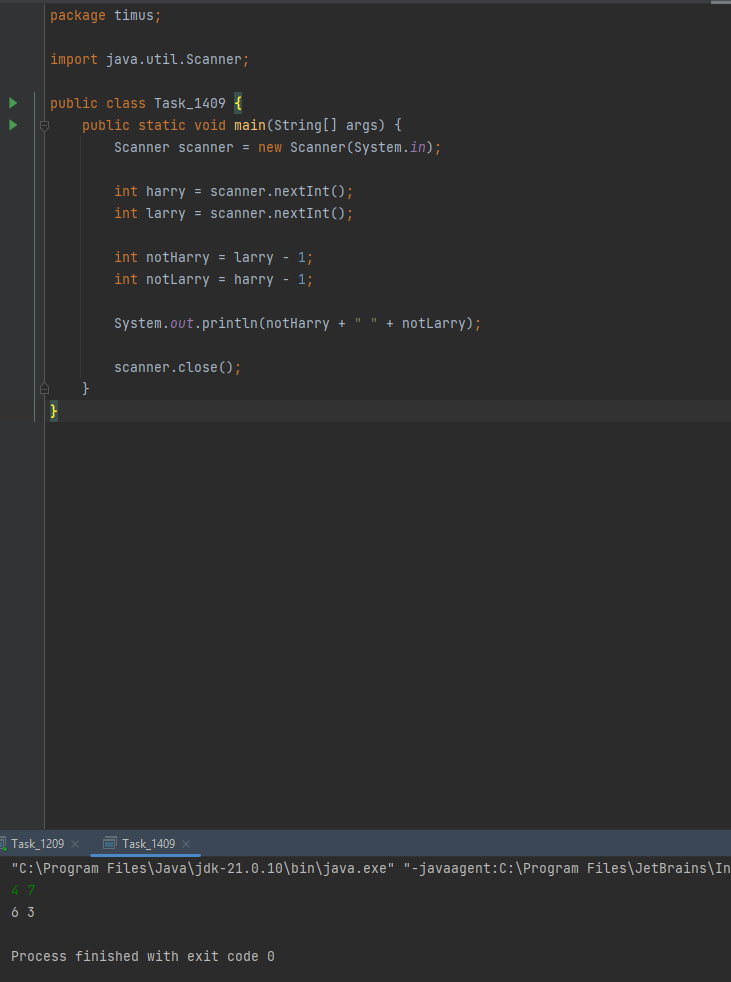 package timus;
import java.util.Scanner;
public class Task_1409 {
public static void main(String[] args) {
Scanner scanner = new Scanner(System.in);
int harry = scanner.nextInt();
int larry = scanner.nextInt();
int notHarry = larry - 1;
int notLarry = harry - 1;
System.out.println(notHarry + " " + notLarry);
scanner.close();
}
}
Task_1209 Task_1409
"C:\Program Files\Java\jdk-21.0.10\bin\java.exe" "-javaagent:C:\Program Files\JetBrains\In
4 7
6 3
Process finished with exit code 0